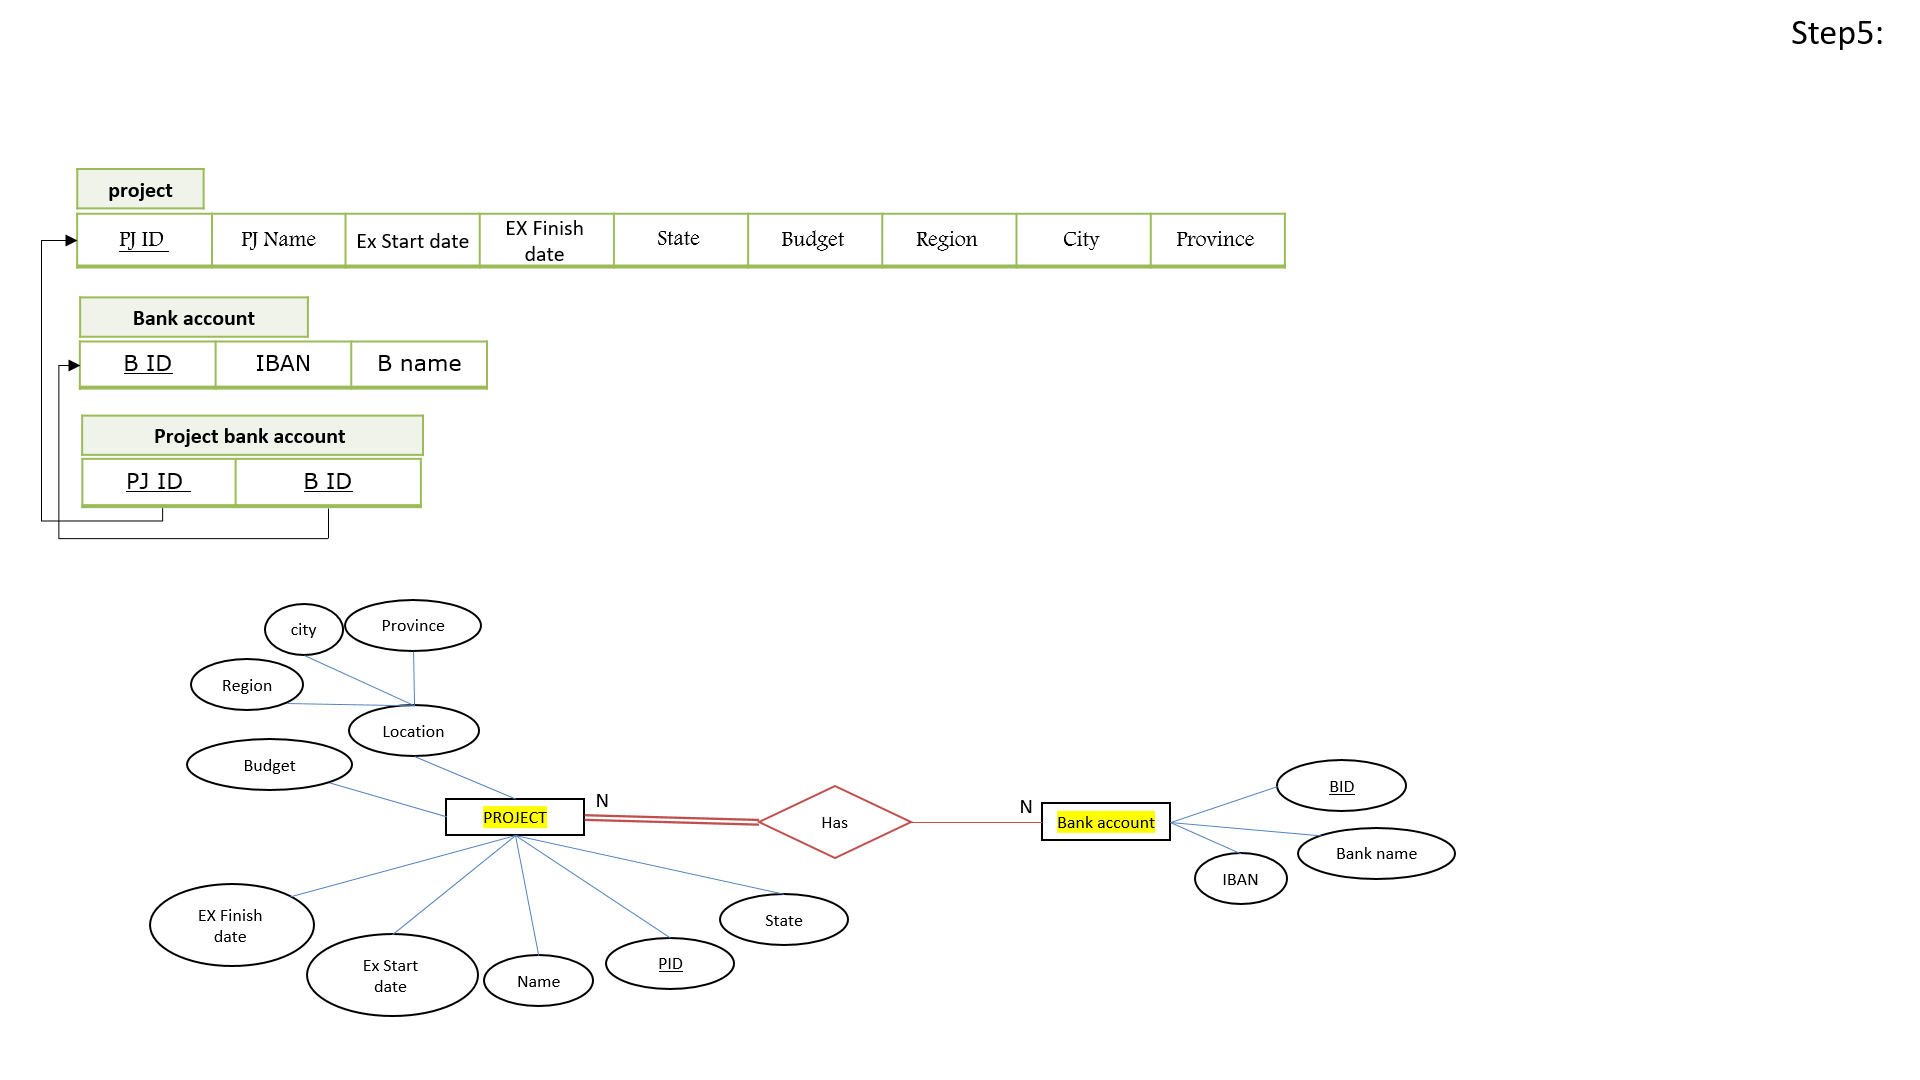 Step5:
project
PJ ID
PJ Name
Ex Start date
EX Finish
date
State
Budget
Region
City
Province
Bank account
B ID
IBAN
B name
Project bank account
PJ ID
B ID
city
Province
Region
Location
Budget
PROJECT
N
Has
N
Bank account
BID
Bank name
IBAN
EX Finish
date
Ex Start
date
Name
PID
State